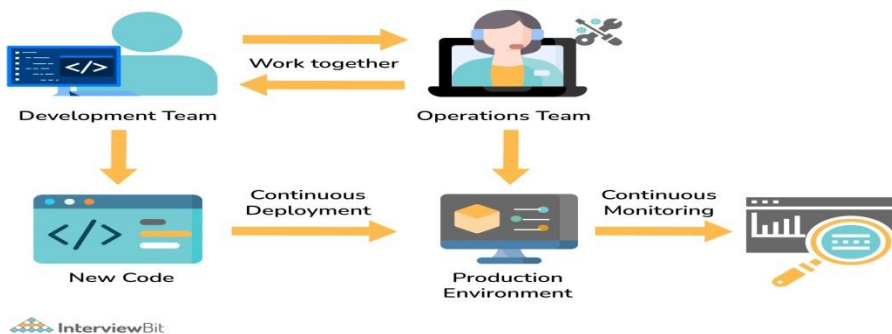 </>
Work together
Development Team
Operations Team
</>
Continuous
Deployment
Continuous
Monitoring
New Code
Production
Environment
InterviewBit